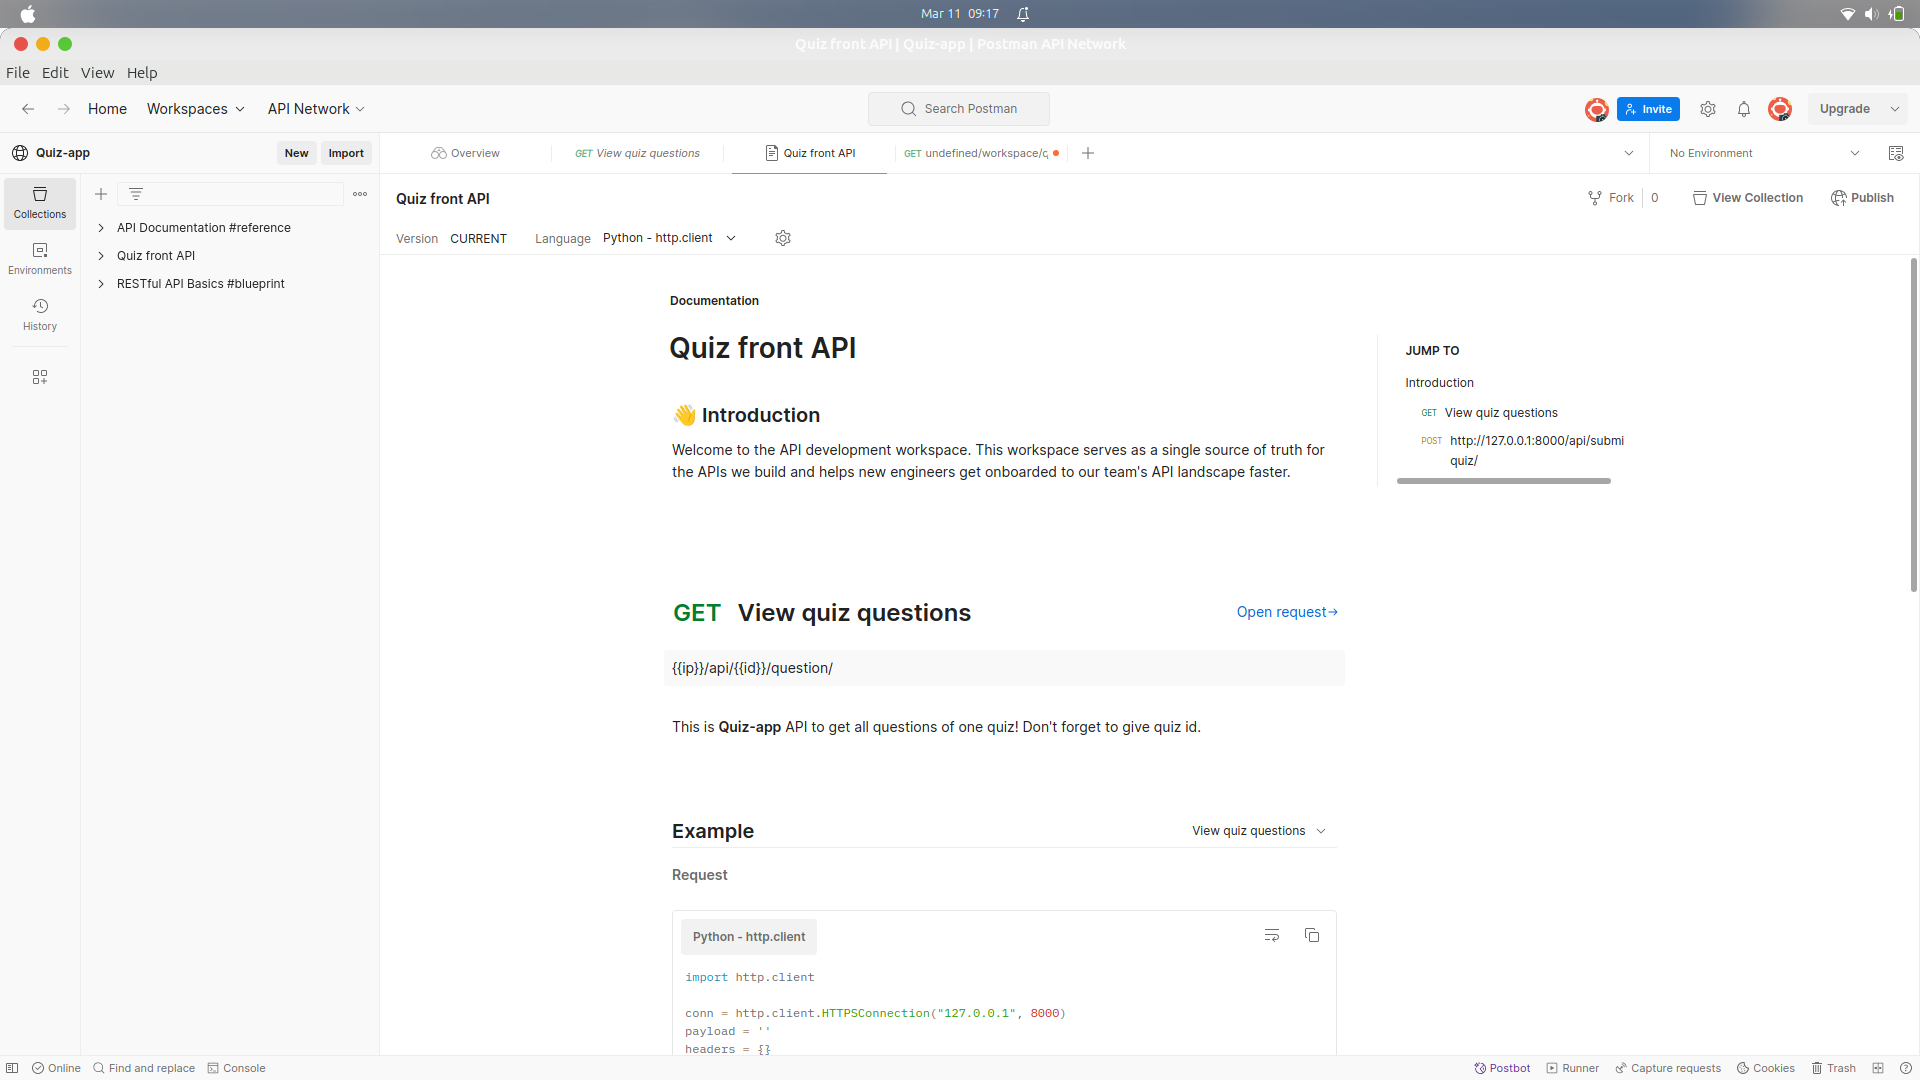 Mar 11 09:17
Quiz front API | Quiz-app | Postman API Network
File Edit View Help
Home Workspaces API Network Search Postman Invite Upgrade
Quiz-app New Import Overview GET View quiz questions Quiz front API GET undefined/workspace/q No Environment
Collections
Environments
History
API Documentation #reference
Quiz front API
RESTful API Basics #blueprint
Quiz front API Fork 0 View Collection Publish
Version CURRENT Language Python - http.client
Documentation
Quiz front API
👋 Introduction
Welcome to the API development workspace. This workspace serves as a single source of truth for
the APIs we build and helps new engineers get onboarded to our team's API landscape faster.
JUMP TO
Introduction
GET View quiz questions
POST http://127.0.0.1:8000/api/submi
quiz/
GET View quiz questions Open request→
{{ip}}/api/{{id}}/question/
This is Quiz-app API to get all questions of one quiz! Don't forget to give quiz id.
Example View quiz questions
Request
Python - http.client
import http.client
conn = http.client.HTTPSConnection("127.0.0.1", 8000)
payload = ''
headers = {}
Online Find and replace Console Postbot Runner Capture requests Cookies Trash